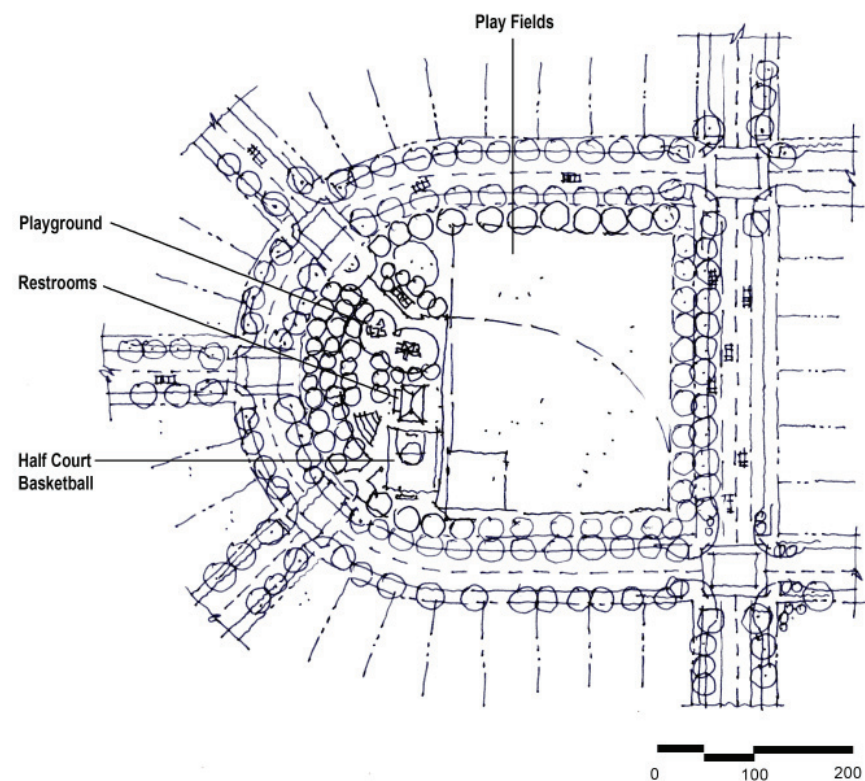 Play Fields
Playground
Restrooms
Half Court
Basketball
0 100 200